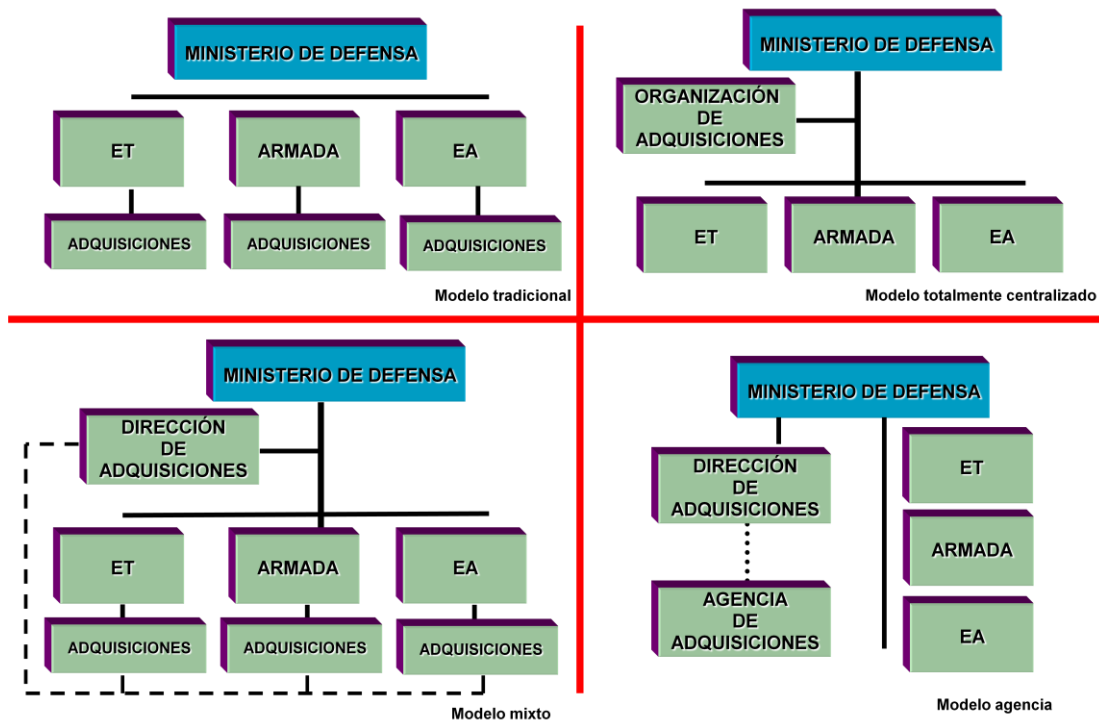 MINISTERIO DE DEFENSA
ET
ARMADA
EA
ADQUISICIONES
ADQUISICIONES
ADQUISICIONES
Modelo tradicional
MINISTERIO DE DEFENSA
ORGANIZACIÓN
DE
ADQUISICIONES
ET
ARMADA
EA
Modelo totalmente centralizado
MINISTERIO DE DEFENSA
DIRECCIÓN
DE
ADQUISICIONES
ET
ARMADA
EA
ADQUISICIONES
ADQUISICIONES
ADQUISICIONES
Modelo mixto
MINISTERIO DE DEFENSA
DIRECCIÓN
DE
ADQUISICIONES
AGENCIA
DE
ADQUISICIONES
ET
ARMADA
EA
Modelo agencia